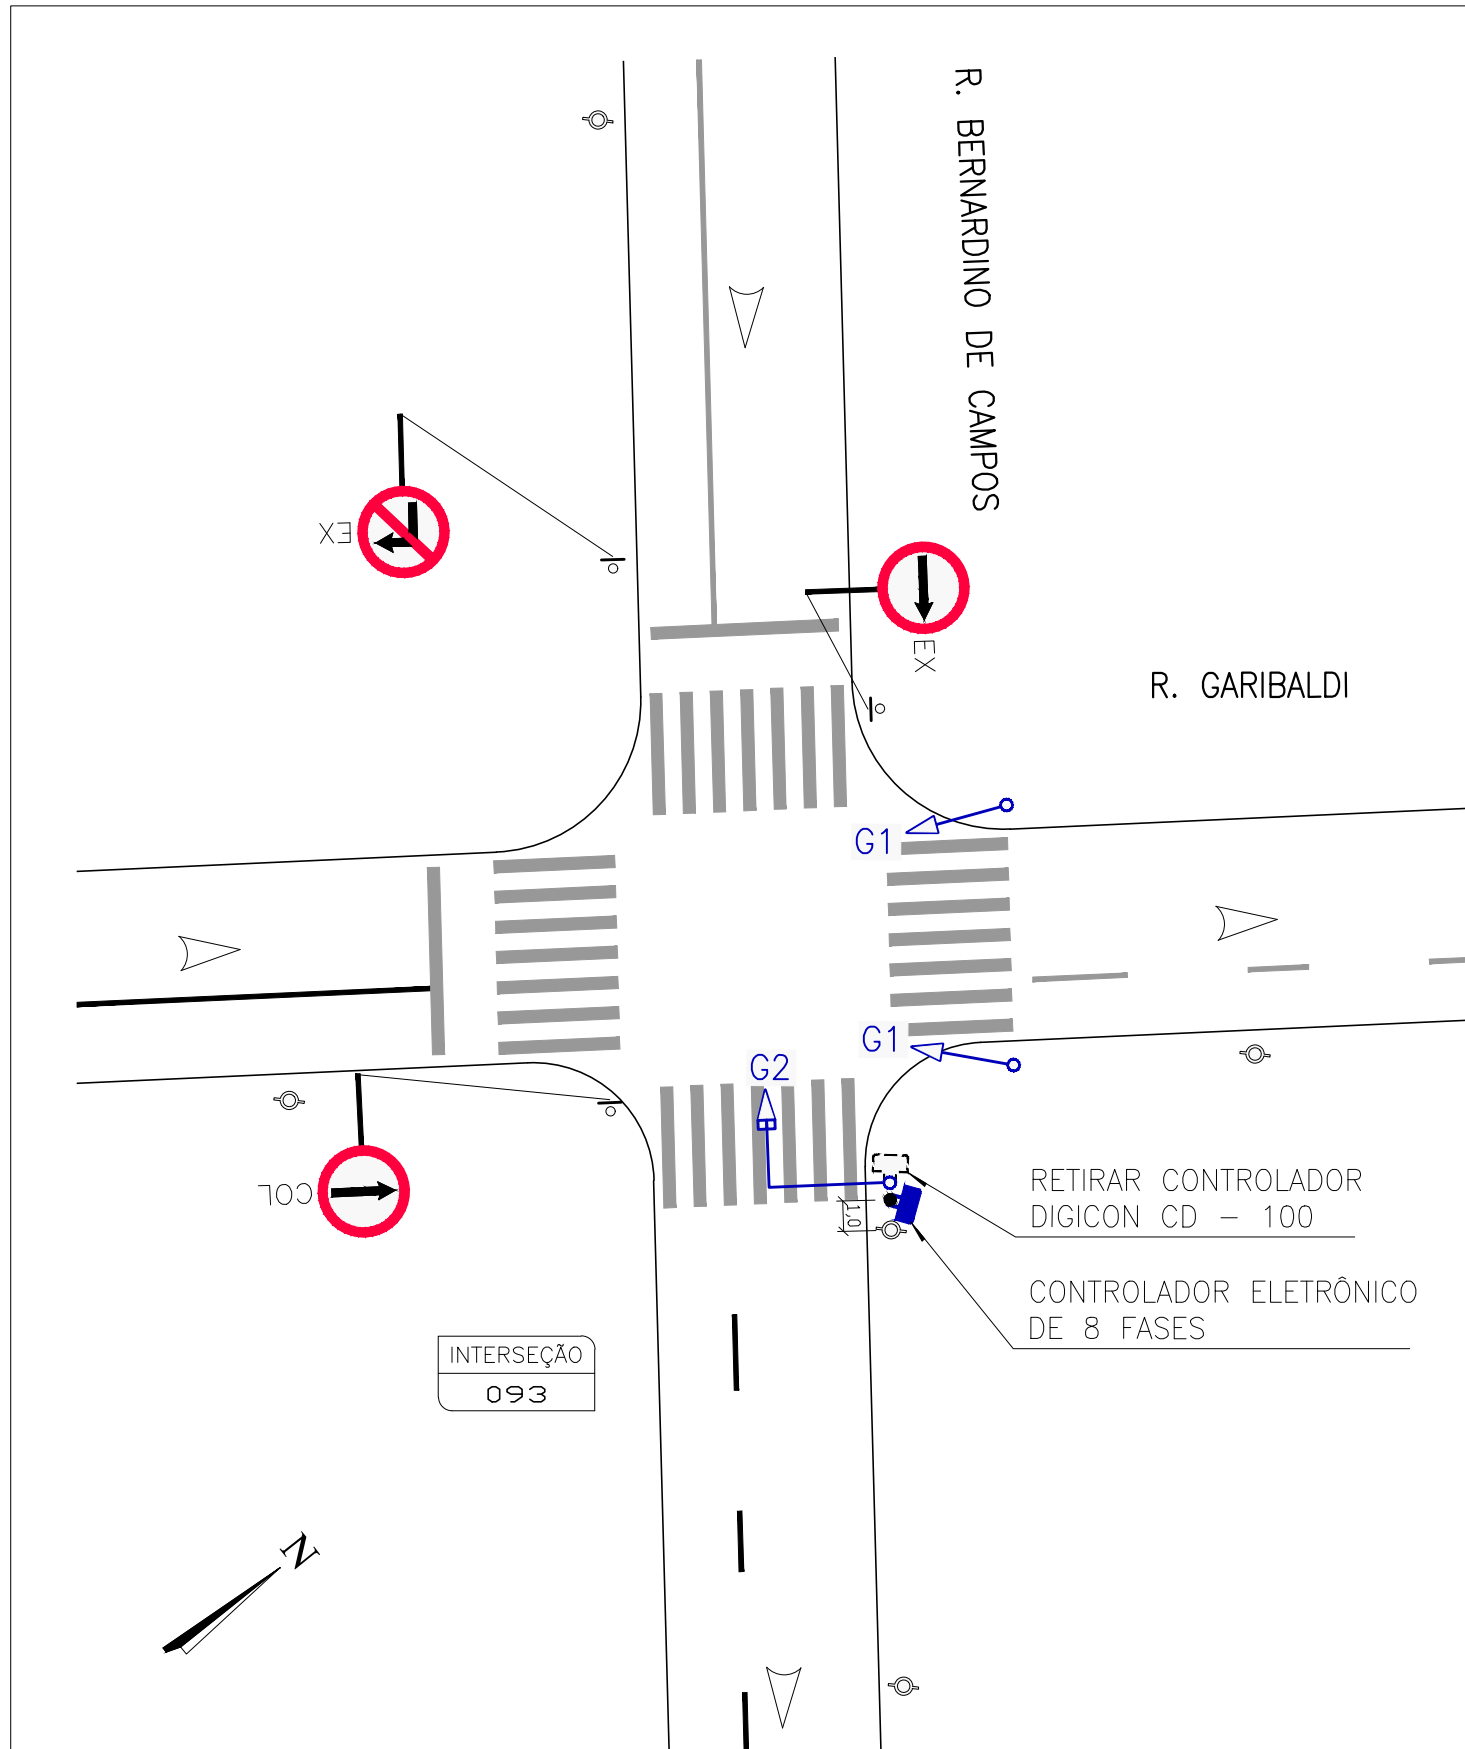 R. BERNARDINO DE CAMPOS
EX
EX
R. GARIBALDI
G1
G1
G2
COL
1,0
RETIRAR CONTROLADOR
DIGICON CD - 100
CONTROLADOR ELETRÔNICO
DE 8 FASES
INTERSEÇÃO
093
N